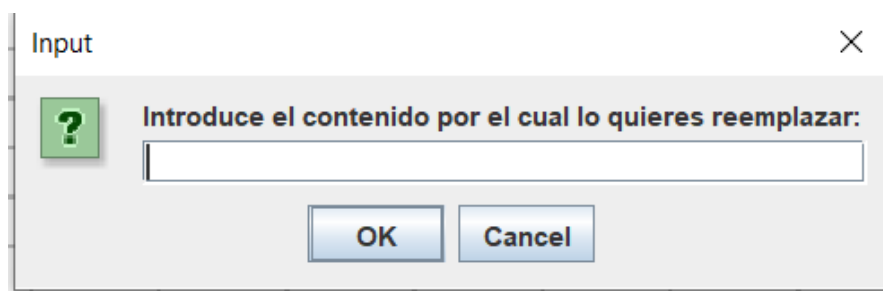 Input
Introduce el contenido por el cual lo quieres reemplazar:
OK Cancel